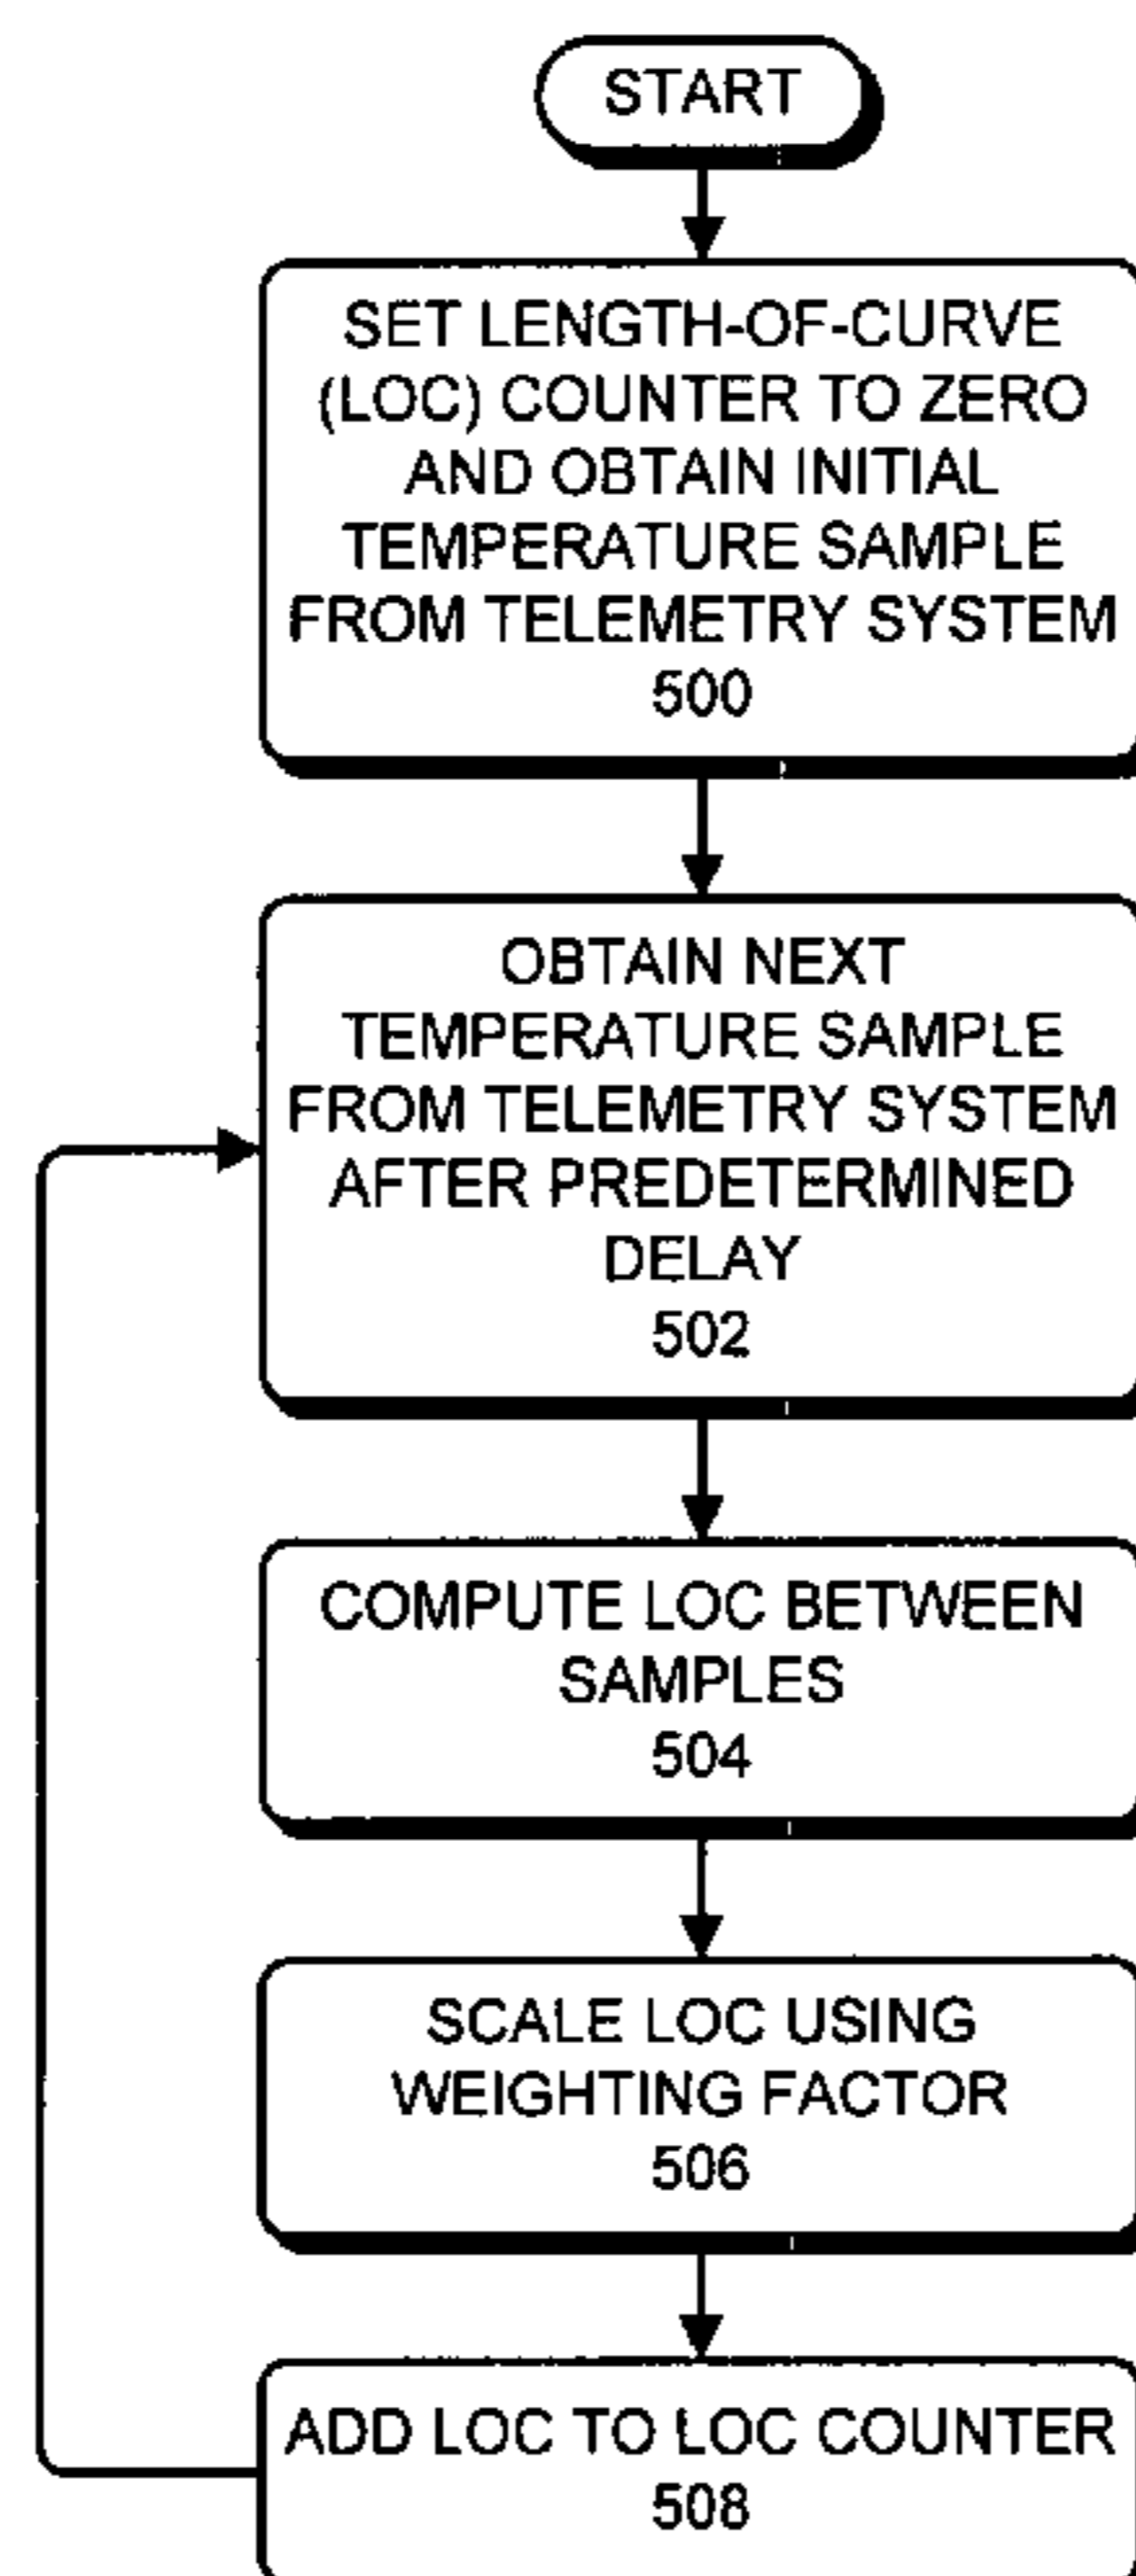 START
SET LENGTH-OF-CURVE
(LOC) COUNTER TO ZERO
AND OBTAIN INITIAL
TEMPERATURE SAMPLE
FROM TELEMETRY SYSTEM
500
OBTAIN NEXT
TEMPERATURE SAMPLE
FROM TELEMETRY SYSTEM
AFTER PREDETERMINED
DELAY
502
COMPUTE LOC BETWEEN
SAMPLES
504
SCALE LOC USING
WEIGHTING FACTOR
506
ADD LOC TO LOC COUNTER
508